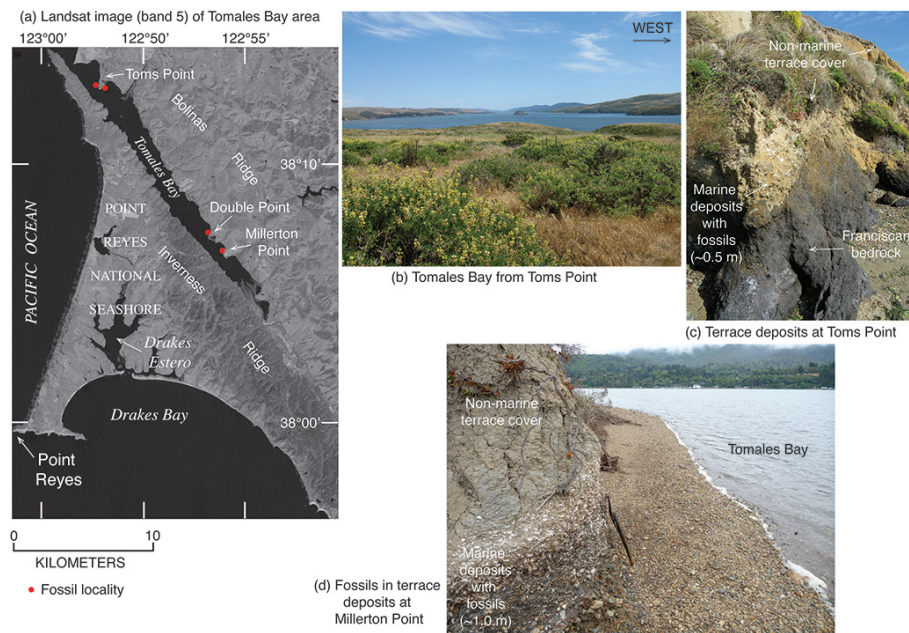 (a) Landsat image (band 5) of Tomales Bay area
123°00'
122°50'
122°55'
Toms Point
Bolinas
Ridge
Tomales Bay
38°10'
Double Point
Millerton
Point
POINT
REYES
NATIONAL
SEASHORE
PACIFIC OCEAN
Inverness
Ridge
Drakes
Estero
Drakes Bay
38°00'
Point
Reyes
0
10
KILOMETERS
Fossil locality
WEST
(b) Tomales Bay from Toms Point
Non-marine
terrace cover
Marine
deposits
with
fossils
(~0.5 m)
Franciscan
bedrock
(c) Terrace deposits at Toms Point
Non-marine
terrace cover
Tomales Bay
Marine
deposits
with
fossils
(~1.0 m)
(d) Fossils in terrace
deposits at
Millerton Point